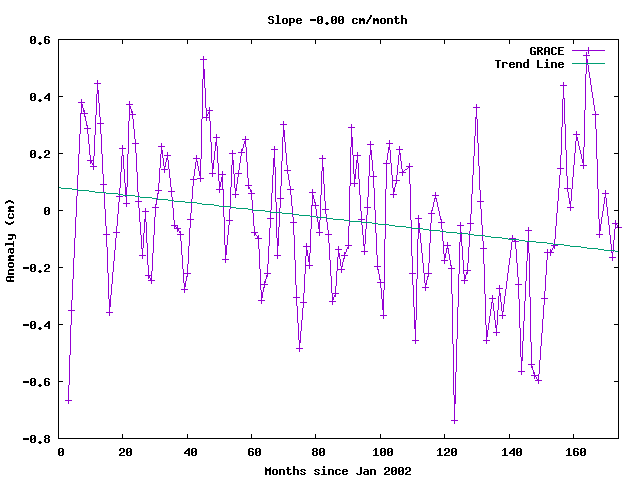 Slope -0.00 cm/month
0.6
GRACE
Trend Line
0.4
0.2
0
-0.2
-0.4
-0.6
-0.8
Anomaly (cm)
0 20 40 60 80 100 120 140 160
Months since Jan 2002